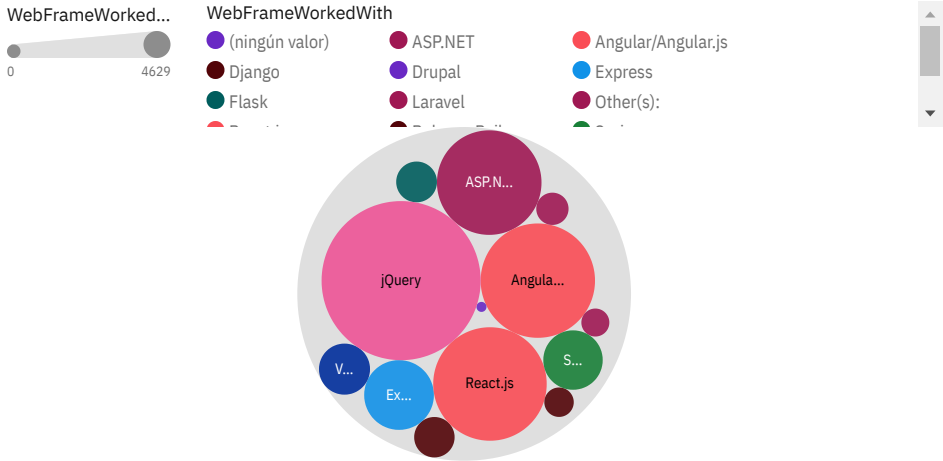 WebFrameWorked...
0 4629
WebFrameWorkedWith
(ningún valor) ASP.NET Angular/Angular.js
Django Drupal Express
Flask Laravel Other(s):
ASP.N...
jQuery
Angula...
V...
Ex...
React.js
S...